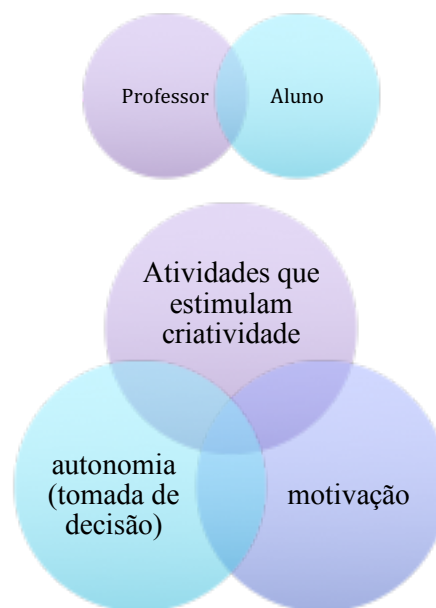 Professor Aluno
Atividades que
estimulam
criatividade
autonomia
(tomada de
decisão)
motivação